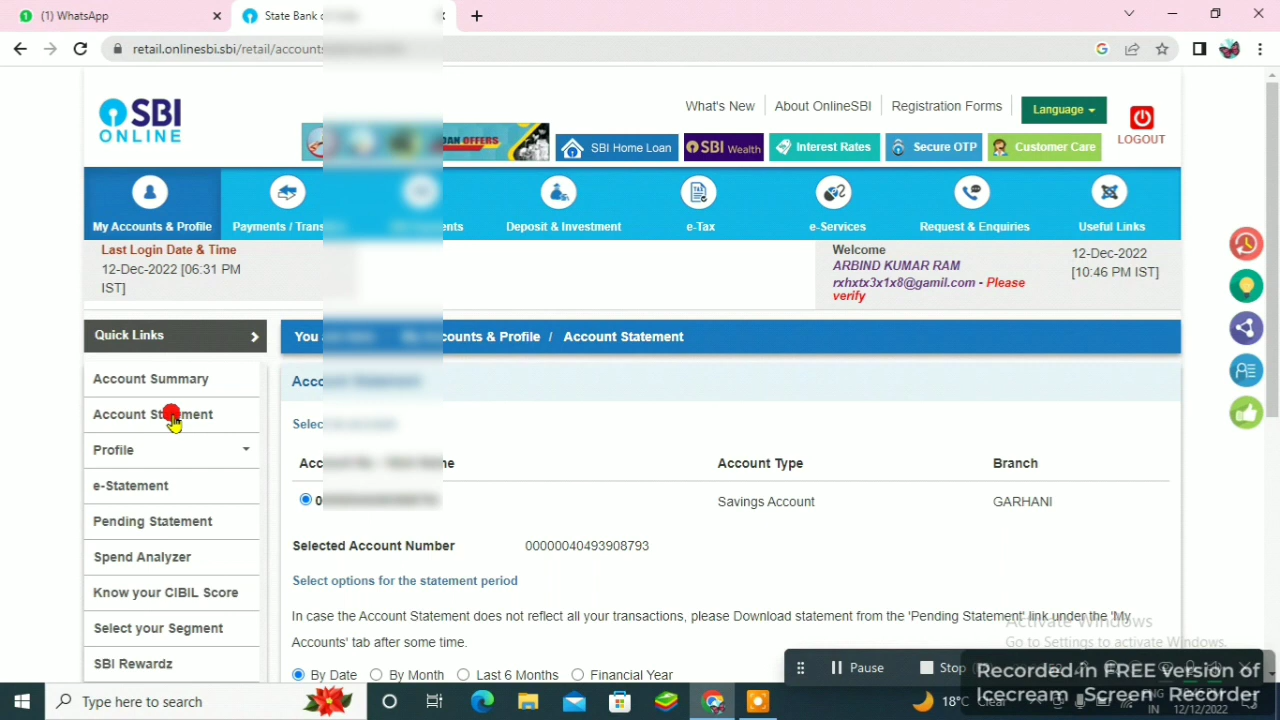 (1) WhatsApp
State Bank
retail.onlinesbi.sbi/retail/account
SBI
ONLINE
What's New
About OnlineSBI
Registration Forms
Language
LOGOUT
OFFERS
SBI Home Loan
SBI Wealth
Interest Rates
Secure OTP
Customer Care
My Accounts & Profile
Payments /
Deposit & Investment
e-Tax
e-Services
Request & Enquiries
Useful Links
Last Login Date & Time
12-Dec-2022 [06:31 PM
IST]
Welcome
ARBIND KUMAR RAM
rxhxtx3x1x8@gamil.com - Please
verify
12-Dec-2022
[10:46 PM IST]
Quick Links
You
& Profile / Account Statement
Account Summary
Account Statement
Profile
e-Statement
Pending Statement
Spend Analyzer
Know your CIBIL Score
Select your Segment
SBI Rewardz
Account Type
Branch
Savings Account
GARHANI
Selected Account Number
00000040493908793
Select options for the statement period
In case the Account Statement does not reflect all your transactions, please Download statement from the 'Pending Statement' link under the 'My
Accounts' tab after some time.
By Date
By Month
Last 6 Months
Financial Year
Activate Windows
Go to Settings to activate Windows.
Pause
Stop
Recorded in FREE version of
Icecream Screen Recorder
Type here to search
18°C Clear
ENG
IN
12/12/2022